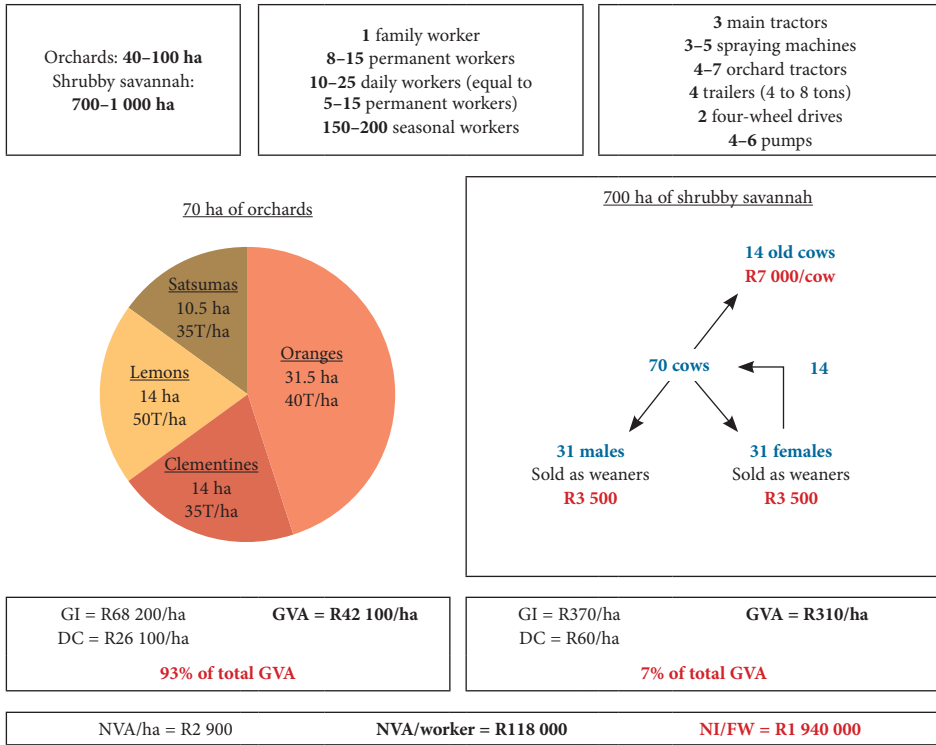 Orchards: 40–100 ha
Shrubby savannah:
700–1 000 ha
1 family worker
8–15 permanent workers
10–25 daily workers (equal to
5–15 permanent workers)
150–200 seasonal workers
3 main tractors
3–5 spraying machines
4–7 orchard tractors
4 trailers (4 to 8 tons)
2 four-wheel drives
4–6 pumps
70 ha of orchards
Satsumas
10.5 ha
35T/ha
Oranges
31.5 ha
40T/ha
Lemons
14 ha
50T/ha
Clementines
14 ha
35T/ha
700 ha of shrubby savannah
14 old cows
R7 000/cow
70 cows
14
31 males
Sold as weaners
R3 500
31 females
Sold as weaners
R3 500
GI = R68 200/ha
GVA = R42 100/ha
DC = R26 100/ha
93% of total GVA
GI = R370/ha
GVA = R310/ha
DC = R60/ha
7% of total GVA
NVA/ha = R2 900
NVA/worker = R118 000
NI/FW = R1 940 000